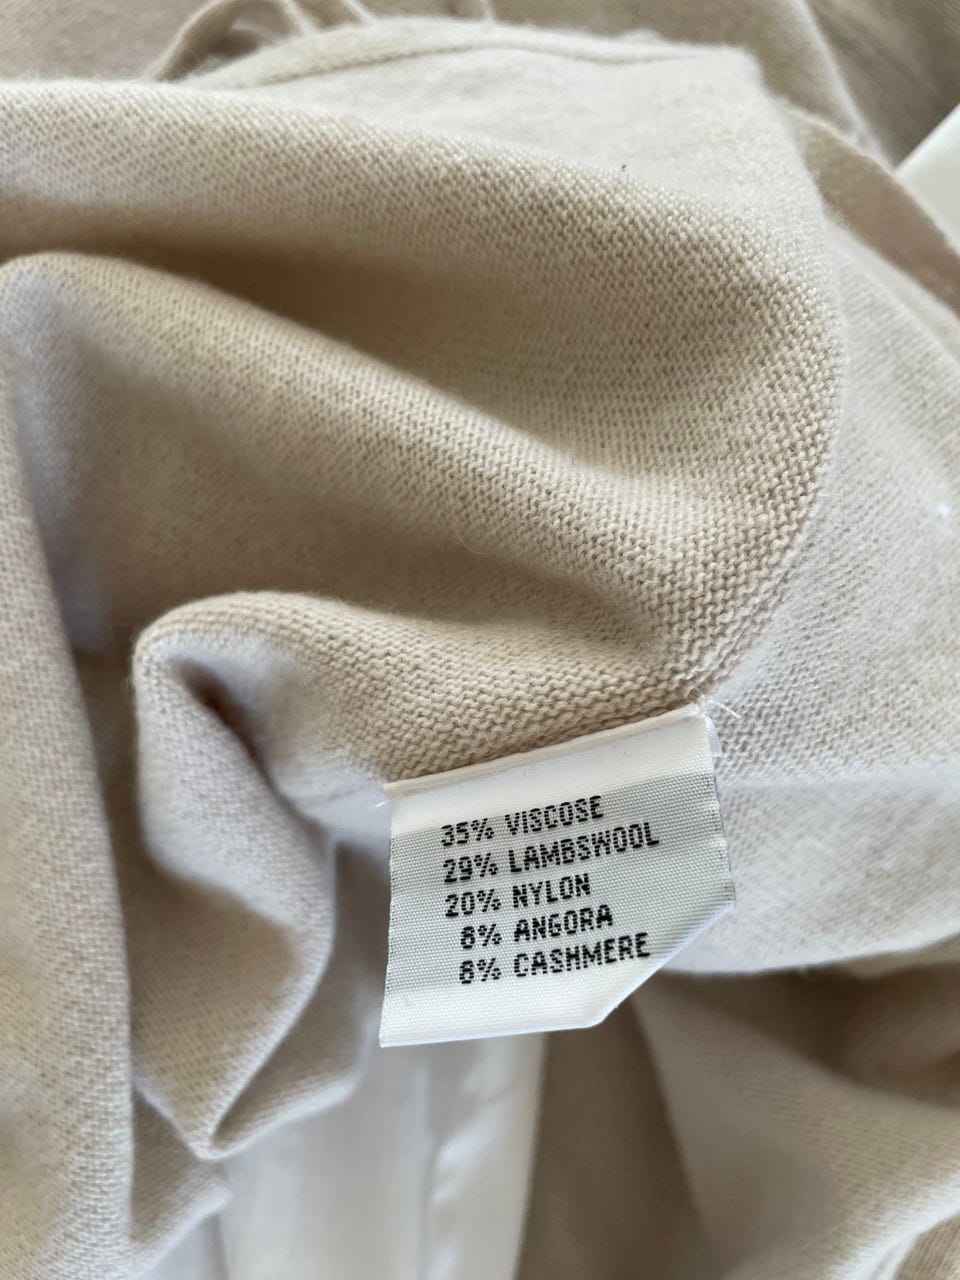 35% VISCOSE
29% LAMBSWOOL
20% NYLON
8% ANGORA
8% CASHMERE